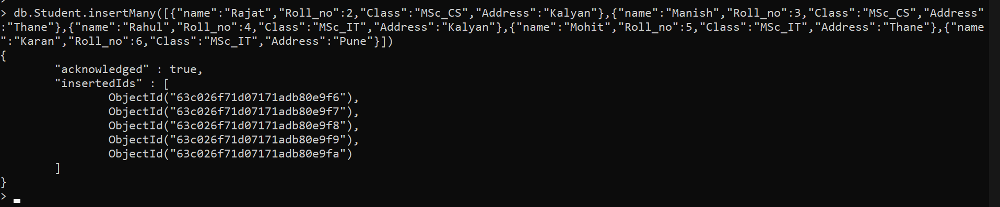 > db.Student.insertMany([{"name":"Rajat","Roll_no":2,"Class":"MSc_CS","Address":"Kalyan"},{"name":"Manish","Roll_no":3,"Class":"MSc_CS","Address"
:"Thane"},{"name":"Rahul","Roll_no":4,"Class":"MSc_IT","Address":"Kalyan"},{"name":"Mohit","Roll_no":5,"Class":"MSc_IT","Address":"Thane"},{"name
":"Karan","Roll_no":6,"Class":"MSc_IT","Address":"Pune"}])
{
        "acknowledged" : true,
        "insertedIds" : [
                ObjectId("63c026f71d07171adb80e9f6"),
                ObjectId("63c026f71d07171adb80e9f7"),
                ObjectId("63c026f71d07171adb80e9f8"),
                ObjectId("63c026f71d07171adb80e9f9"),
                ObjectId("63c026f71d07171adb80e9fa")
        ]
}
>